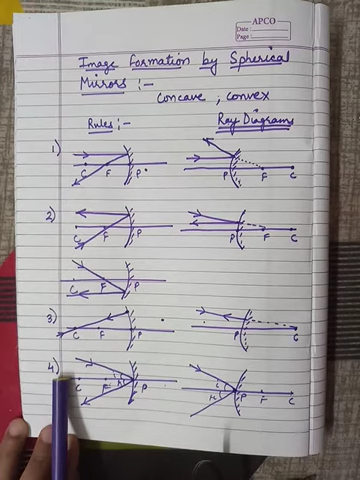 APCO
Date:
Page:
Image Formation by Spherical
Mirrors :-
Concave , Convex
Rules :- Ray Diagrams
1)
C F P P F C
2)
C F P P F C
C F P
3)
C F P P C
4)
C F i r P i r P F C